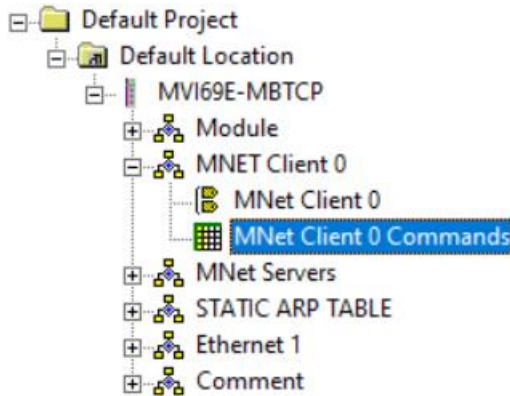 Default Project
Default Location
MVI69E-MBTCP
Module
MNET Client 0
MNet Client 0
MNet Client 0 Commands
MNet Servers
STATIC ARP TABLE
Ethernet 1
Comment